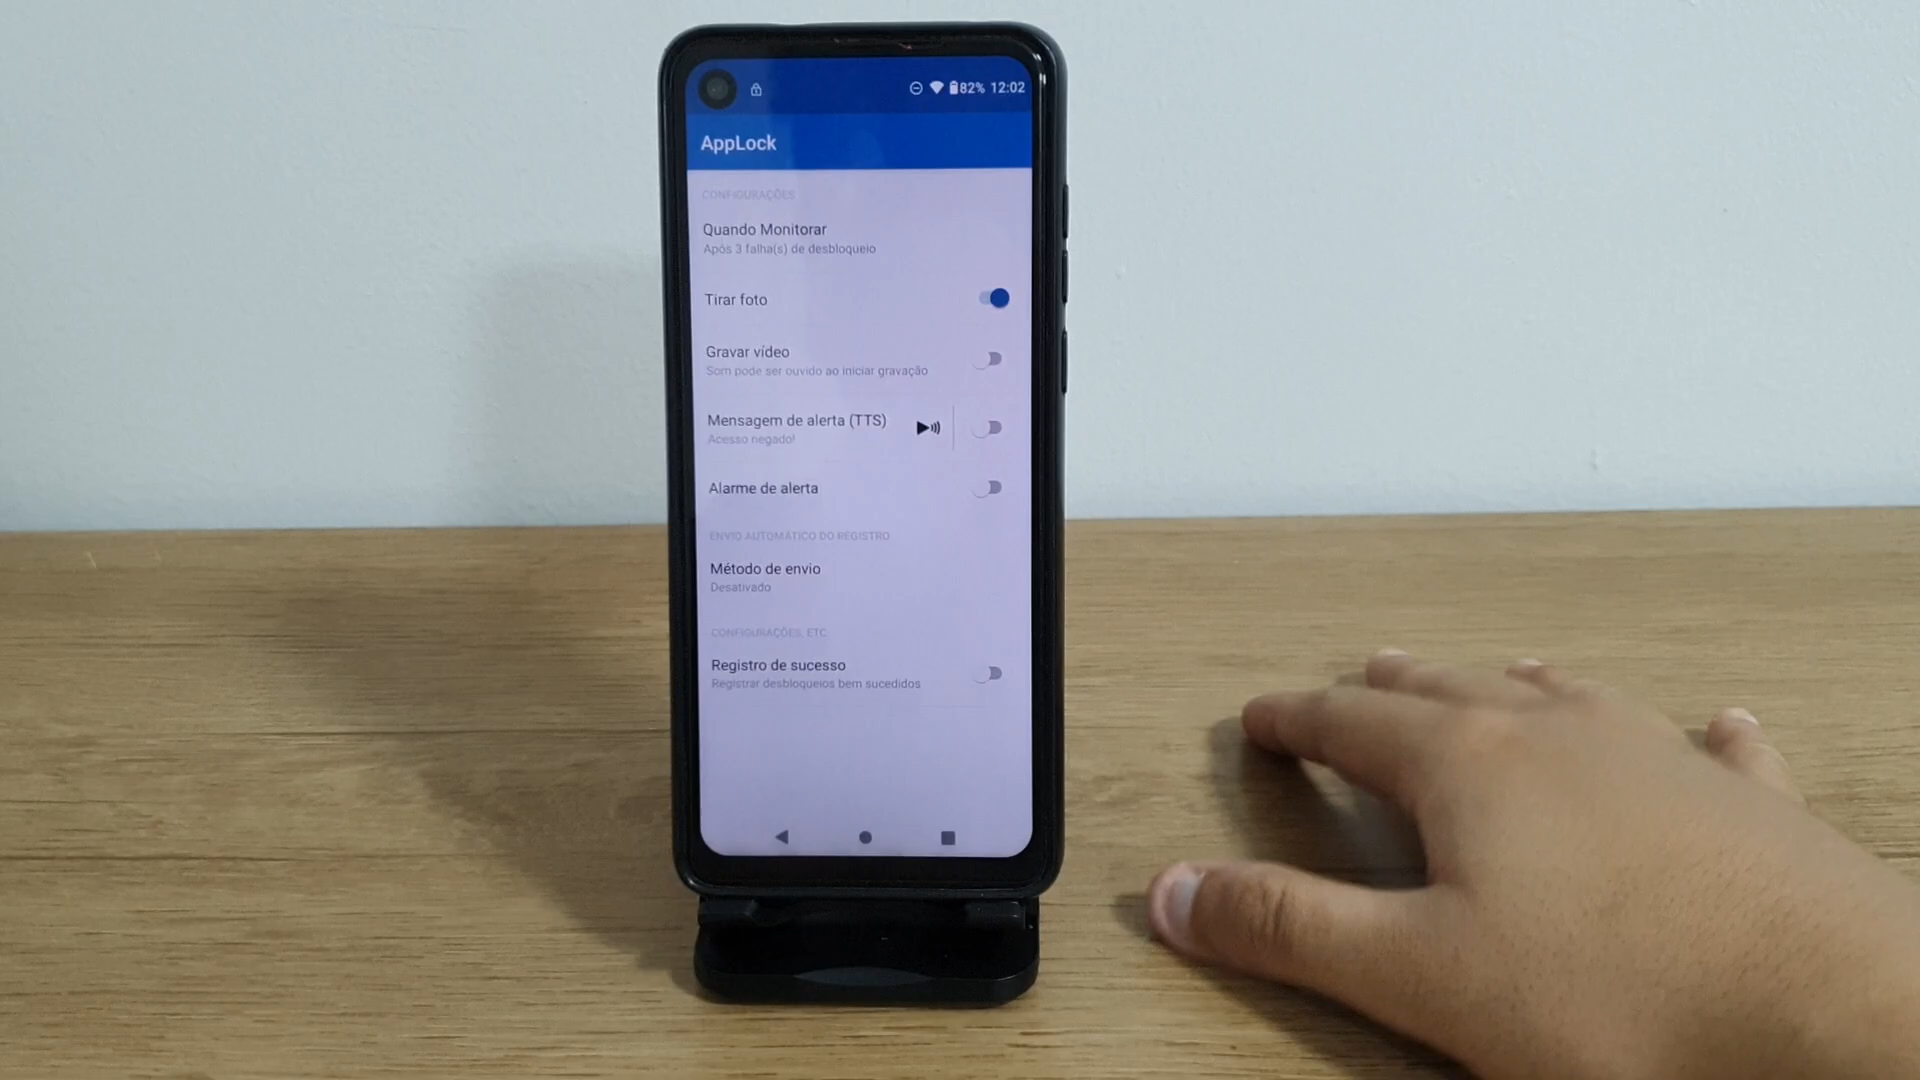 82% 12:02
AppLock
CONFIGURAÇÕES
Quando Monitorar
Após 3 falha(s) de desbloqueio
Tirar foto
Gravar vídeo
Som pode ser ouvido ao iniciar gravação
Mensagem de alerta (TTS)
Acesso negado!
Alarme de alerta
ENVIO AUTOMÁTICO DO REGISTRO
Método de envio
Desativado
CONFIGURAÇÕES, ETC.
Registro de sucesso
Registrar desbloqueios bem sucedidos